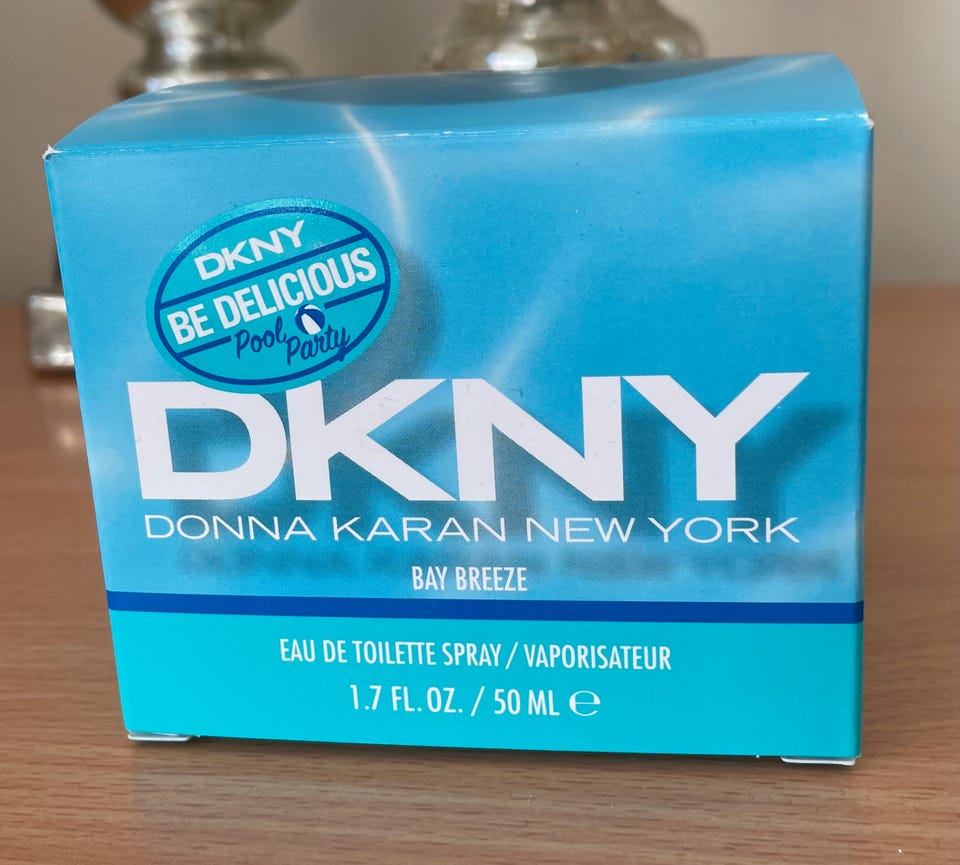 DKNY
BE DELICIOUS
Pool Party
DKNY
DONNA KARAN NEW YORK
BAY BREEZE
EAU DE TOILETTE SPRAY / VAPORISATEUR
1.7 FL. OZ. / 50 ML ℮